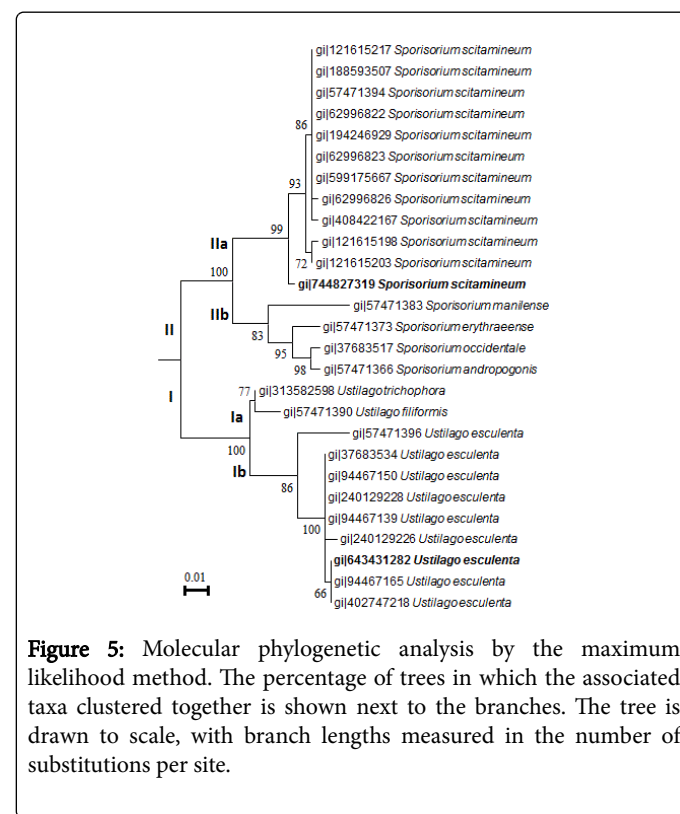 gi|121615217 Sporisorium scitamineum
gi|188593507 Sporisorium scitamineum
gi|57471394 Sporisorium scitamineum
gi|62996822 Sporisorium scitamineum
86
gi|194246929 Sporisorium scitamineum
gi|62996823 Sporisorium scitamineum
gi|599175667 Sporisorium scitamineum
93
gi|62996826 Sporisorium scitamineum
gi|408422167 Sporisorium scitamineum
99
gi|121615198 Sporisorium scitamineum
IIa
72
gi|121615203 Sporisorium scitamineum
100
gi|744827319 Sporisorium scitamineum
gi|57471383 Sporisorium manilense
IIb
II
83
gi|57471373 Sporisorium erythraeense
95
gi|37683517 Sporisorium occidentale
98
gi|57471366 Sporisorium andropogonis
I
77
gi|313582598 Ustilago trichophora
Ia
gi|57471390 Ustilago filiformis
gi|57471396 Ustilago esculenta
100
gi|37683534 Ustilago esculenta
Ib
gi|94467150 Ustilago esculenta
86
gi|240129228 Ustilago esculenta
gi|94467139 Ustilago esculenta
100
gi|240129226 Ustilago esculenta
gi|643431282 Ustilago esculenta
0.01
gi|94467165 Ustilago esculenta
66
gi|402747218 Ustilago esculenta
Figure 5: Molecular phylogenetic analysis by the maximum
likelihood method. The percentage of trees in which the associated
taxa clustered together is shown next to the branches. The tree is
drawn to scale, with branch lengths measured in the number of
substitutions per site.